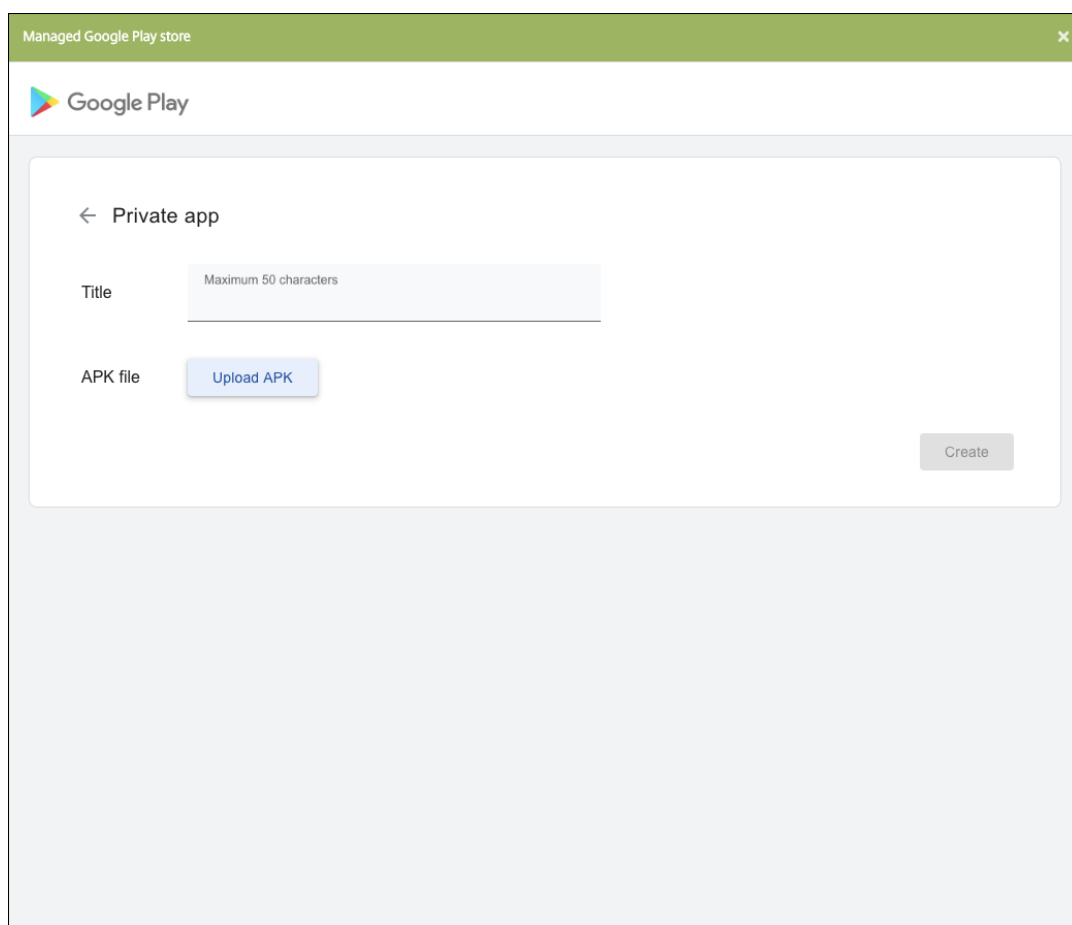 Managed Google Play store
Google Play
Private app
Title
Maximum 50 characters
APK file
Upload APK
Create